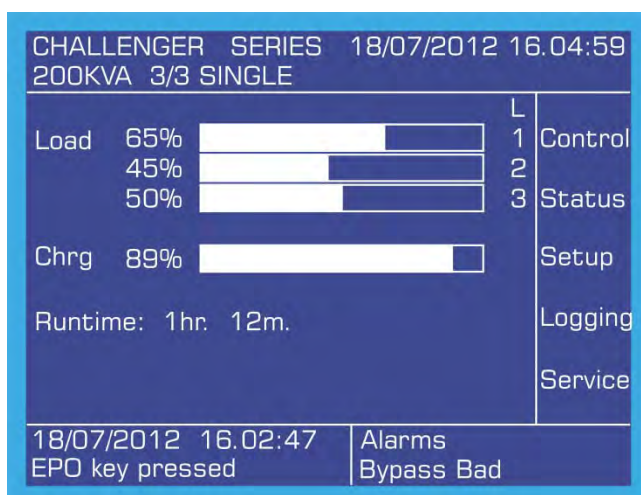 CHALLENGER SERIES 18/07/2012 16.04:59
200KVA 3/3 SINGLE
L
Load 65% 1 Control
45% 2
50% 3 Status
Chrg 89% Setup
Runtime: 1hr. 12m. Logging
Service
18/07/2012 16.02:47 Alarms
EPO key pressed Bypass Bad